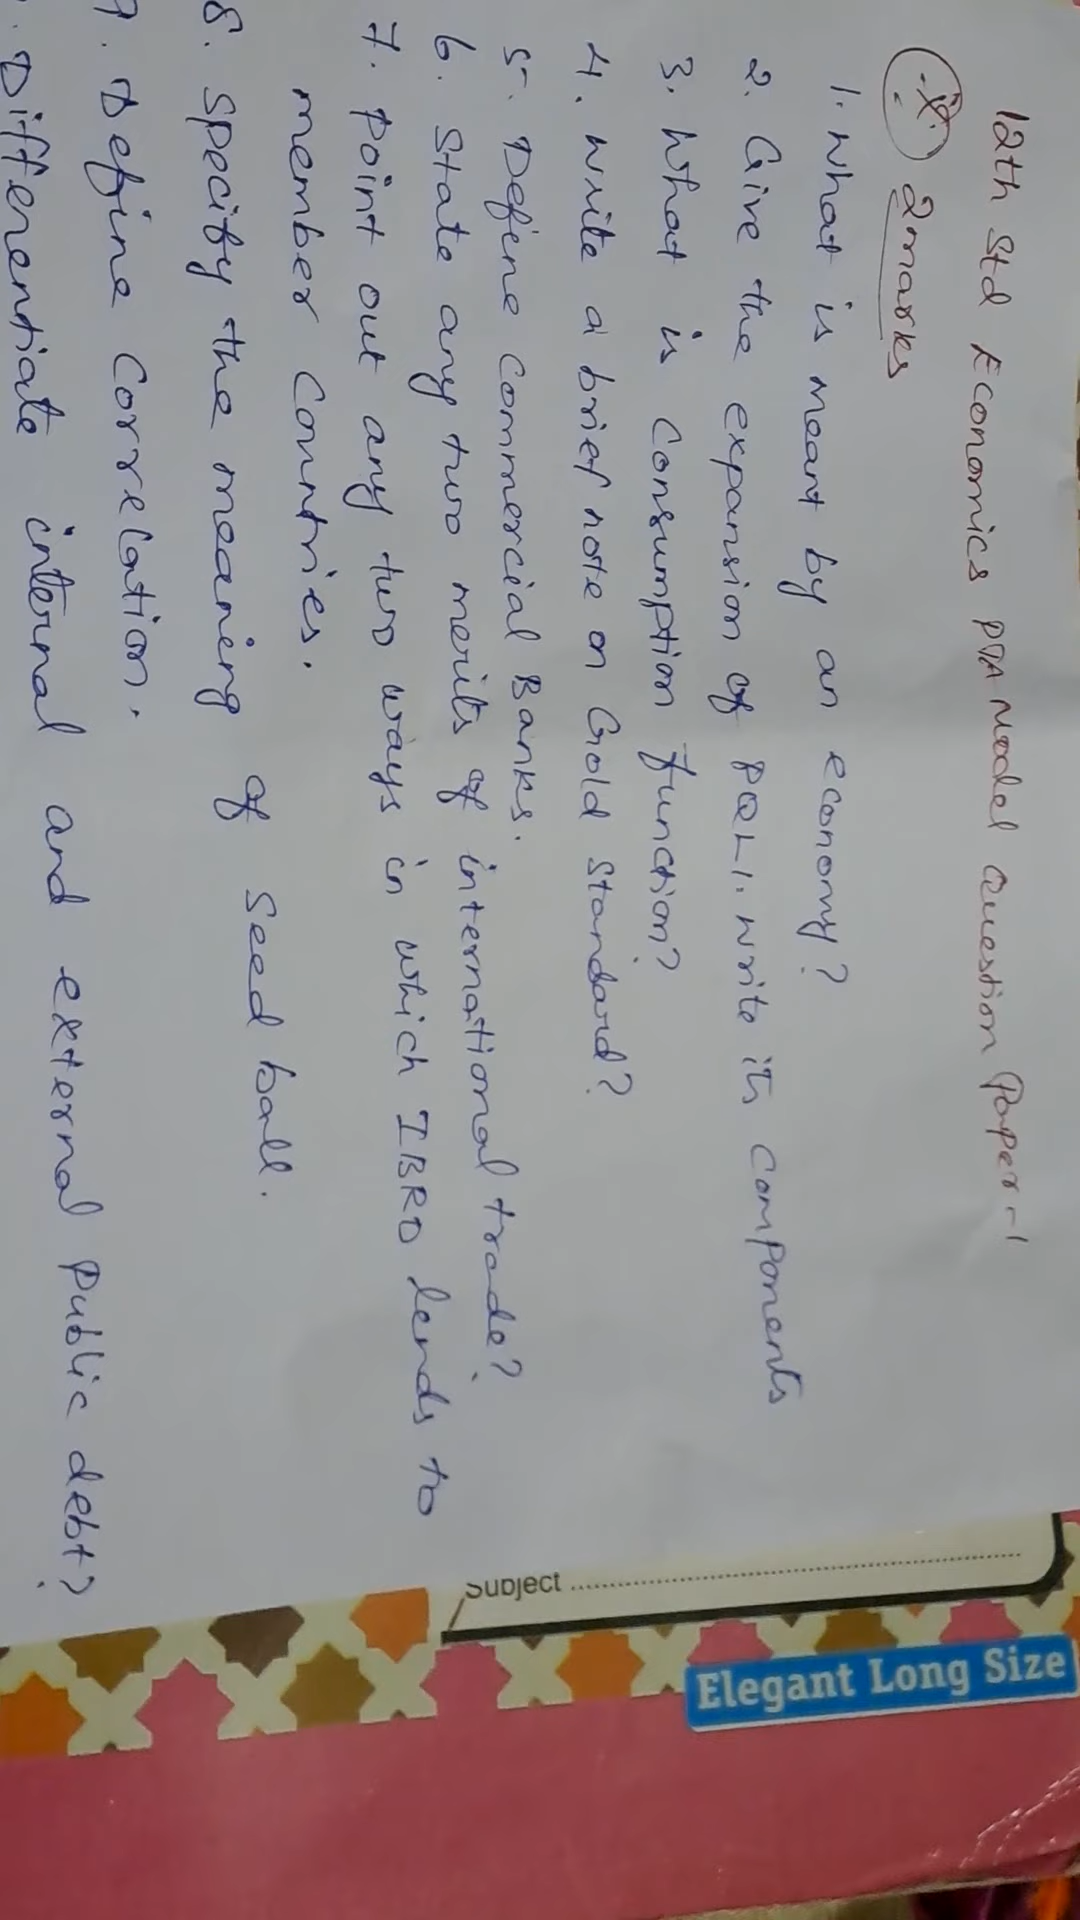 12th Std Economics PTA Model Question Paper-1
2 marks
1. What is meant by an economy?
2. Give the expansion of PQLI. write its components
3. What is Consumption function?
4. Write a brief note on Gold Standard?
5. Define Commercial Banks.
6. State any two merits of international trade?
7. Point out any two ways in which IBRD lends to
member Countries.
8. Specify the meaning of Seed ball.
9. Define Correlation.
Differentiate internal and external public debt?
Subject
Elegant Long Size